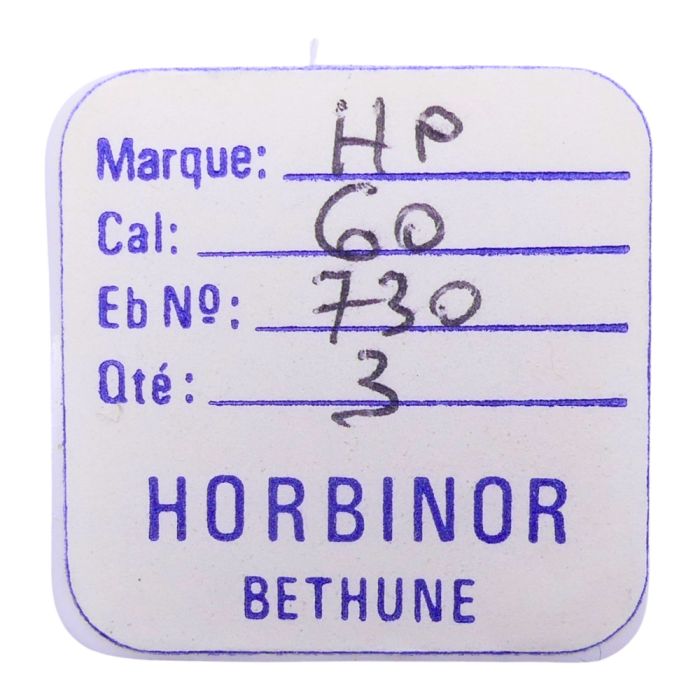 Marque: HP
Cal: 60
Eb Nº: 730
Qté: 3
HORBINOR
BETHUNE